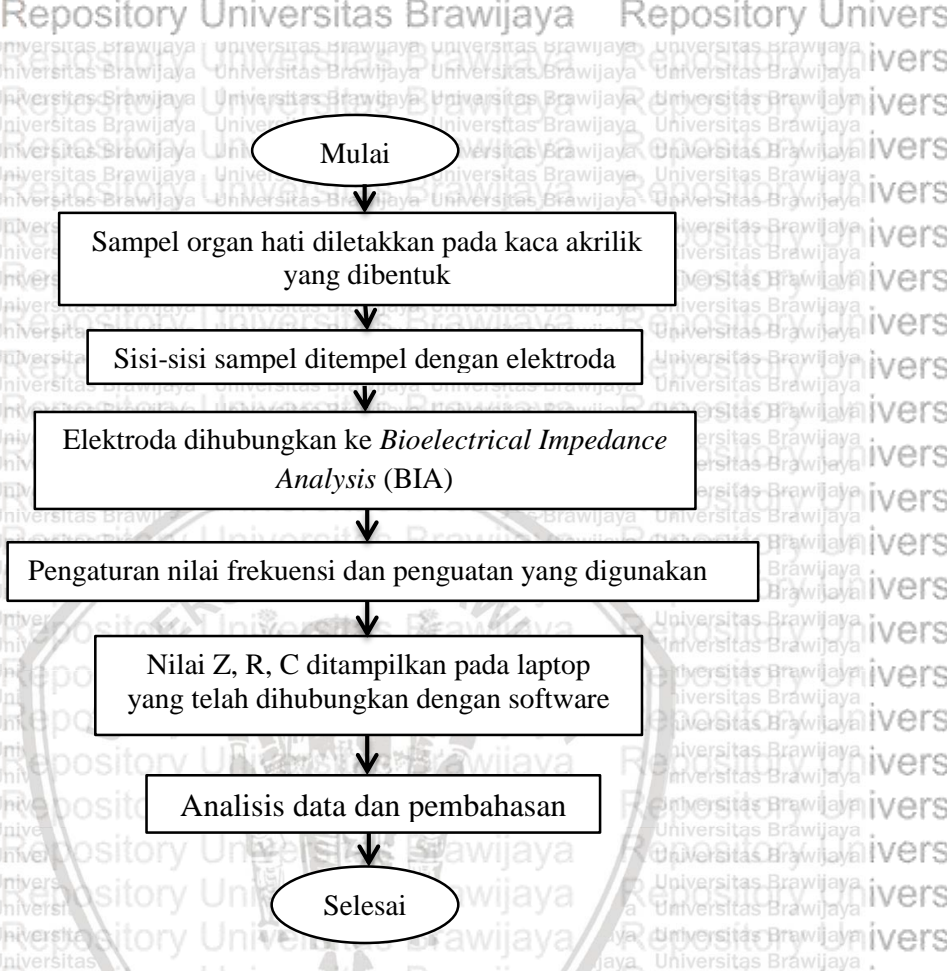 Repository Universitas Brawijaya Repository Univers
Mulai
Sampel organ hati diletakkan pada kaca akrilik
yang dibentuk
Sisi-sisi sampel ditempel dengan elektroda
Elektroda dihubungkan ke Bioelectrical Impedance
Analysis (BIA)
Pengaturan nilai frekuensi dan penguatan yang digunakan
Nilai Z, R, C ditampilkan pada laptop
yang telah dihubungkan dengan software
Analisis data dan pembahasan
Selesai